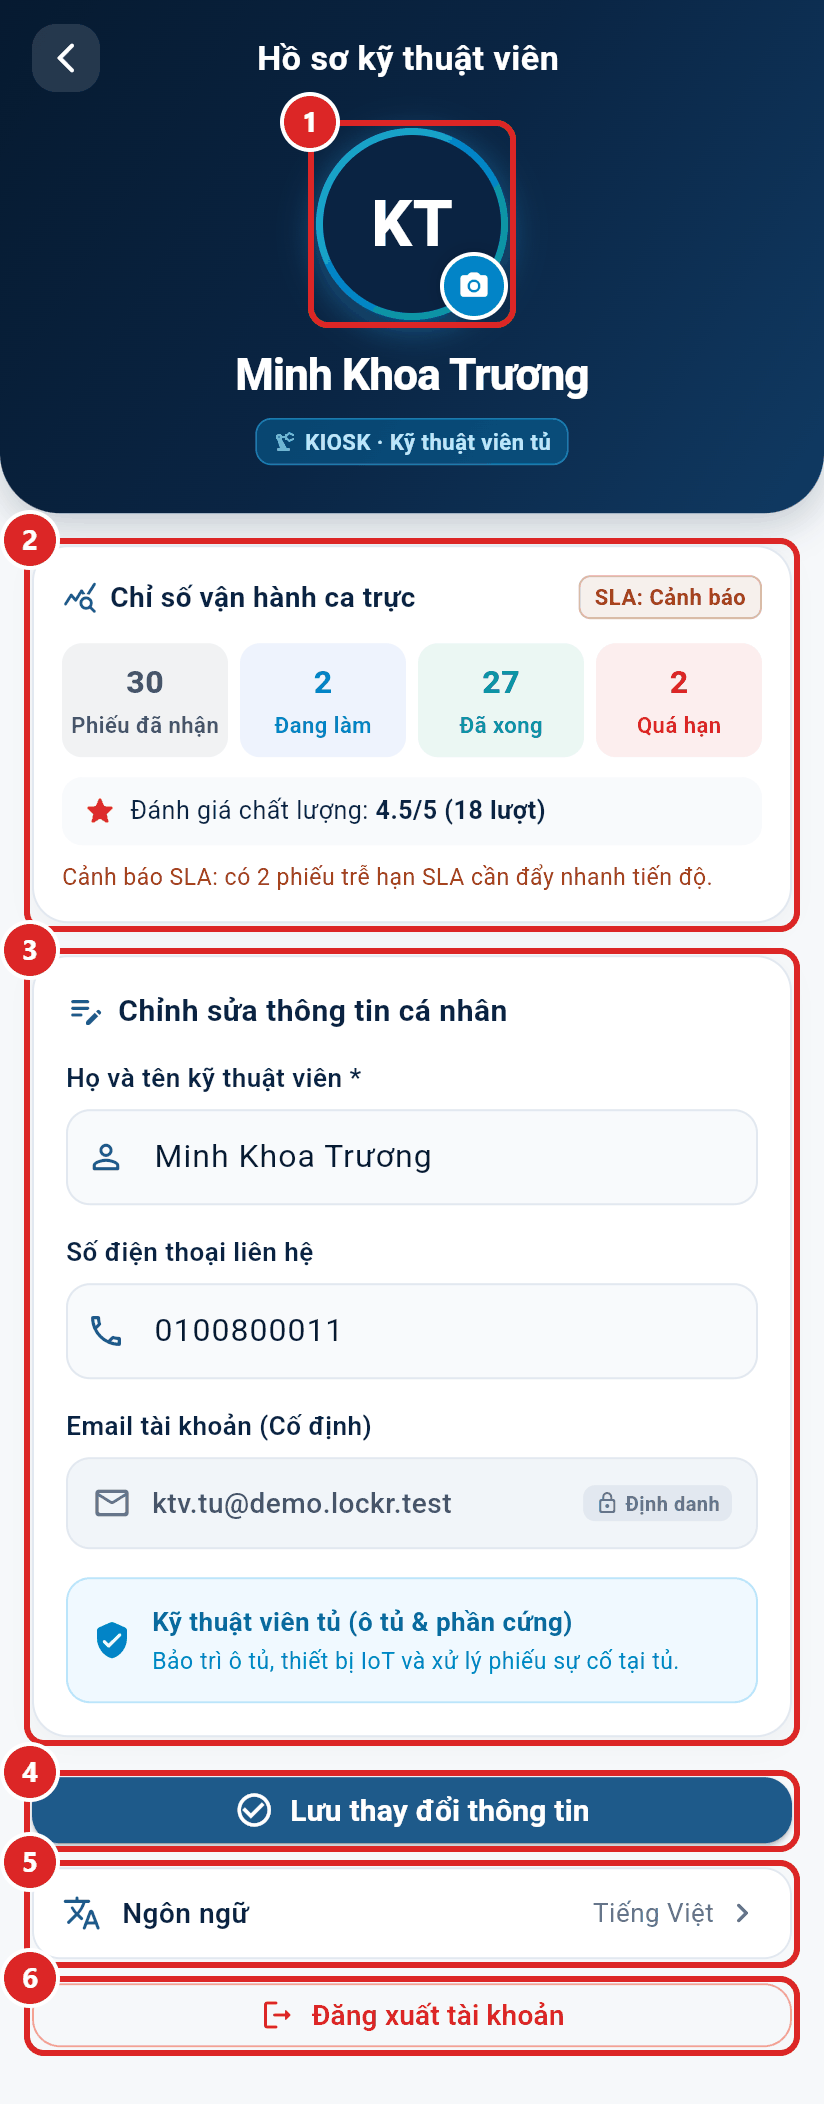 Hồ sơ kỹ thuật viên
1
KT
Minh Khoa Trương
KIOSK · Kỹ thuật viên tủ
2
Chỉ số vận hành ca trực
SLA: Cảnh báo
30
Phiếu đã nhận
2
Đang làm
27
Đã xong
2
Quá hạn
Đánh giá chất lượng: 4.5/5 (18 lượt)
Cảnh báo SLA: có 2 phiếu trễ hạn SLA cần đẩy nhanh tiến độ.
3
Chỉnh sửa thông tin cá nhân
Họ và tên kỹ thuật viên *
Minh Khoa Trương
Số điện thoại liên hệ
0100800011
Email tài khoản (Cố định)
ktv.tu@demo.lockr.test
Định danh
Kỹ thuật viên tủ (ô tủ & phần cứng)
Bảo trì ô tủ, thiết bị IoT và xử lý phiếu sự cố tại tủ.
4
Lưu thay đổi thông tin
5
Ngôn ngữ
Tiếng Việt
6
Đăng xuất tài khoản